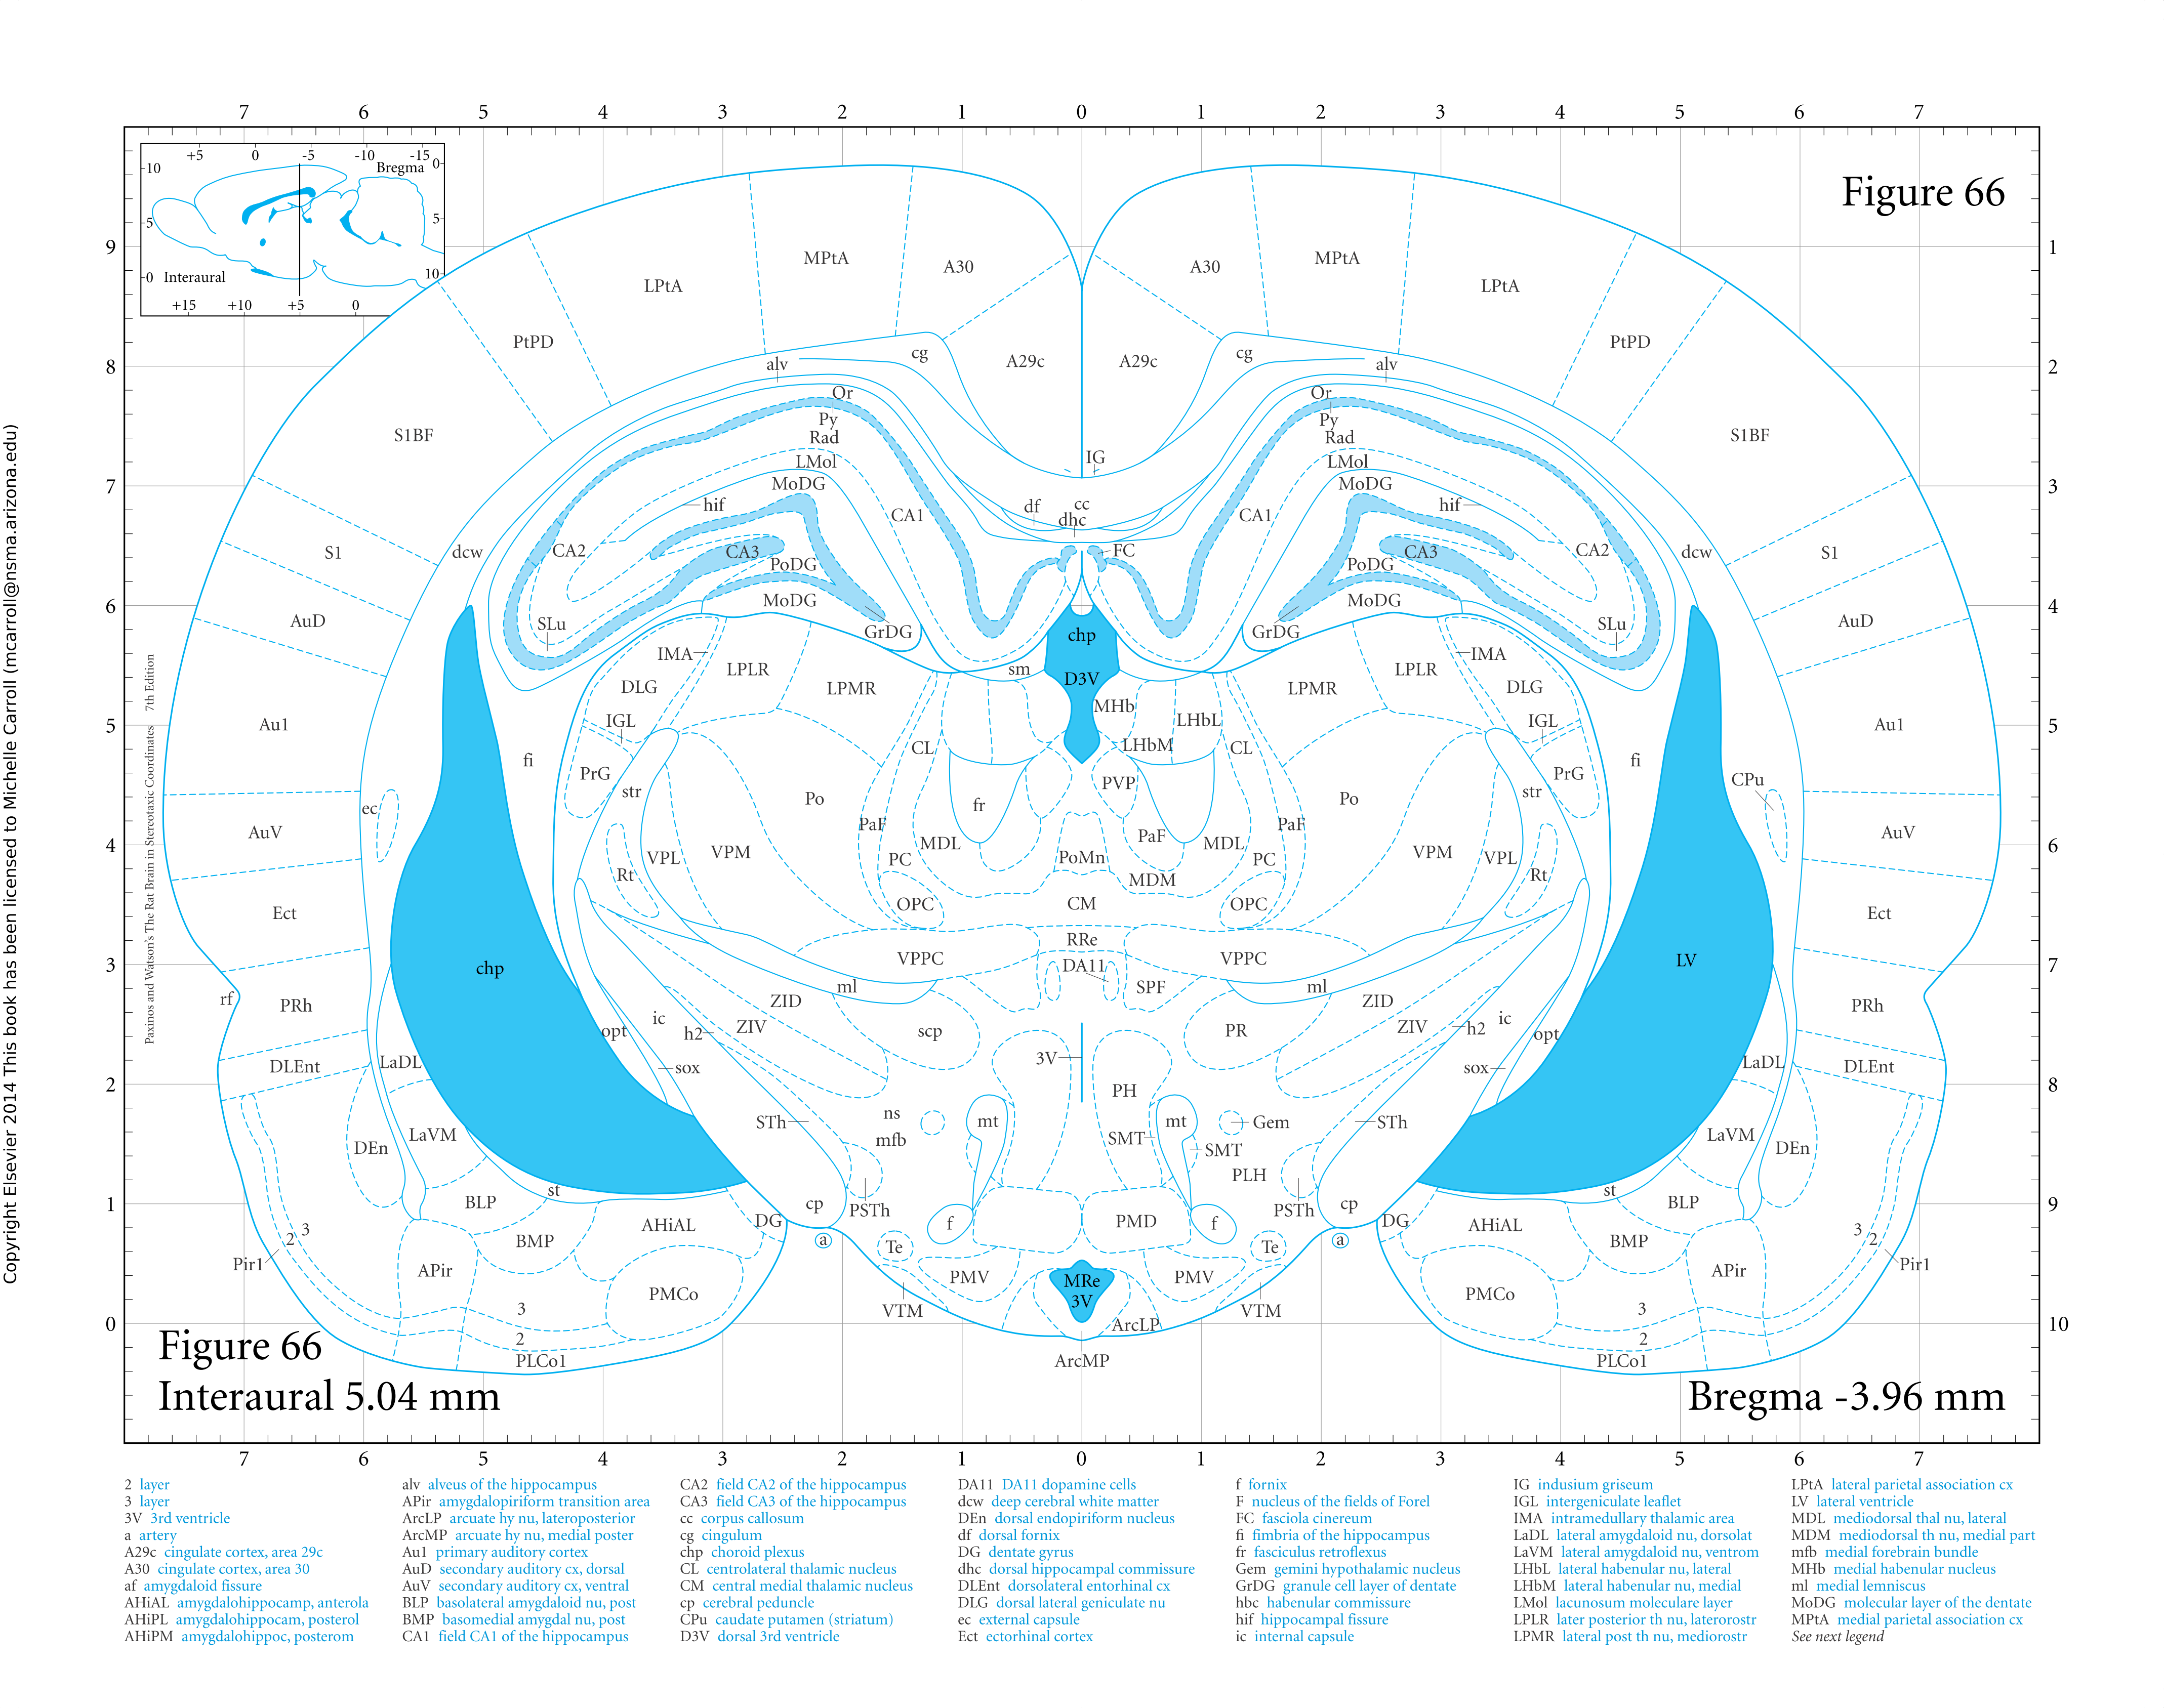 7 6 5 4 3 2 1 0 1 2 3 4 5 6 7
+5 0 -5 -10 -15
Bregma
10 0
5 5
0 Interaural 10
+15 +10 +5 0
Figure 66
9 1
MPtA MPtA
A30 A30
LPtA LPtA
PtPD PtPD
cg A29c A29c cg
8 alv alv 2
Or Or
Py Py
S1BF Rad Rad S1BF
LMol IG LMol
7 MoDG MoDG 3
hif df cc hif
CA1 dhc CA1
S1 dcw CA2 CA3 FC CA3 CA2 dcw S1
PoDG PoDG
6 MoDG MoDG 4
AuD SLu GrDG chp GrDG SLu AuD
IMA LPLR sm LPLR IMA
DLG LPMR D3V LPMR DLG
MHb
5 Au1 IGL LHbL IGL Au1 5
CL LHbM CL
fi fi
PrG PVP PrG
str CPu
ec Po fr Po str
AuV PaF PaF PaF AuV
4 MDL MDL 6
VPL VPM PC PoMn PC VPM VPL
Rt MDM Rt
Ect OPC CM OPC Ect
RRe
VPPC VPPC
3 chp DA11 LV 7
ml SPF ml
rf PRh ZID ZID PRh
opt ic h2 ZIV scp PR ZIV h2 ic opt
3V
DLEnt LaDL sox sox LaDL DLEnt
2 PH 8
ns
STh mt mt Gem STh
DEn LaVM mfb SMT SMT LaVM DEn
PLH
st st
1 BLP cp PSTh PSTh cp BLP 9
AHiAL DG f PMD f DG AHiAL
3 2 BMP a Te Te a BMP 3 2
Pir1 APir PMV MRe PMV APir Pir1
PMCo 3V PMCo
3 VTM VTM 3
0 ArcLP 10
2 2
PLCo1 ArcMP PLCo1
Figure 66
Interaural 5.04 mm
Bregma -3.96 mm
7 6 5 4 3 2 1 0 1 2 3 4 5 6 7
Paxinos and Watson's The Rat Brain in Stereotaxic Coordinates 7th Edition
Copyright Elsevier 2014 This book has been licensed to Michelle Carroll (mcarroll@nsma.arizona.edu)
2 layer
3 layer
3V 3rd ventricle
a artery
A29c cingulate cortex, area 29c
A30 cingulate cortex, area 30
af amygdaloid fissure
AHiAL amygdalohippocamp, anterola
AHiPL amygdalohippocam, posterol
AHiPM amygdalohippoc, posterom
alv alveus of the hippocampus
APir amygdalopiriform transition area
ArcLP arcuate hy nu, lateroposterior
ArcMP arcuate hy nu, medial poster
Au1 primary auditory cortex
AuD secondary auditory cx, dorsal
AuV secondary auditory cx, ventral
BLP basolateral amygdaloid nu, post
BMP basomedial amygdal nu, post
CA1 field CA1 of the hippocampus
CA2 field CA2 of the hippocampus
CA3 field CA3 of the hippocampus
cc corpus callosum
cg cingulum
chp choroid plexus
CL centrolateral thalamic nucleus
CM central medial thalamic nucleus
cp cerebral peduncle
CPu caudate putamen (striatum)
D3V dorsal 3rd ventricle
DA11 DA11 dopamine cells
dcw deep cerebral white matter
DEn dorsal endopiriform nucleus
df dorsal fornix
DG dentate gyrus
dhc dorsal hippocampal commissure
DLEnt dorsolateral entorhinal cx
DLG dorsal lateral geniculate nu
ec external capsule
Ect ectorhinal cortex
f fornix
F nucleus of the fields of Forel
FC fasciola cinereum
fi fimbria of the hippocampus
fr fasciculus retroflexus
Gem gemini hypothalamic nucleus
GrDG granule cell layer of dentate
hbc habenular commissure
hif hippocampal fissure
ic internal capsule
IG indusium griseum
IGL intergeniculate leaflet
IMA intramedullary thalamic area
LaDL lateral amygdaloid nu, dorsolat
LaVM lateral amygdaloid nu, ventrom
LHbL lateral habenular nu, lateral
LHbM lateral habenular nu, medial
LMol lacunosum moleculare layer
LPLR later posterior th nu, laterorostr
LPMR lateral post th nu, mediorostr
LPtA lateral parietal association cx
LV lateral ventricle
MDL mediodorsal thal nu, lateral
MDM mediodorsal th nu, medial part
mfb medial forebrain bundle
MHb medial habenular nucleus
ml medial lemniscus
MoDG molecular layer of the dentate
MPtA medial parietal association cx
See next legend